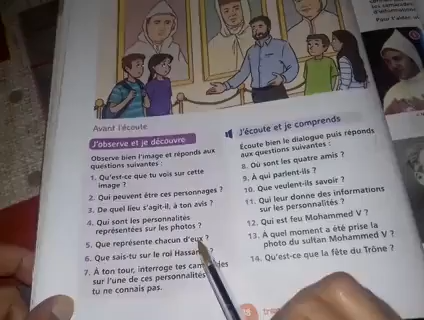 Avant l'écoute
J'observe et je découvre
Observe bien l'image et réponds aux
questions suivantes :
1. Qu'est-ce que tu vois sur cette
image ?
2. Qui peuvent être ces personnages ?
3. De quel lieu s'agit-il, à ton avis ?
4. Qui sont les personnalités
représentées sur les photos ?
5. Que représente chacun d'eux ?
6. Que sais-tu sur le roi Hassan ?
7. À ton tour, interroge tes
sur l'une de ces personnalités
tu ne connais pas.
J'écoute et je comprends
Écoute bien le dialogue puis réponds
aux questions suivantes :
8. Où sont les quatre amis ?
9. À qui parlent-ils ?
10. Que veulent-ils savoir ?
11. Qui leur donne des informations
sur les personnalités ?
12. Qui est feu Mohammed V ?
13. À quel moment a été prise la
photo du sultan Mohammed V ?
14. Qu'est-ce que la fête du Trône ?